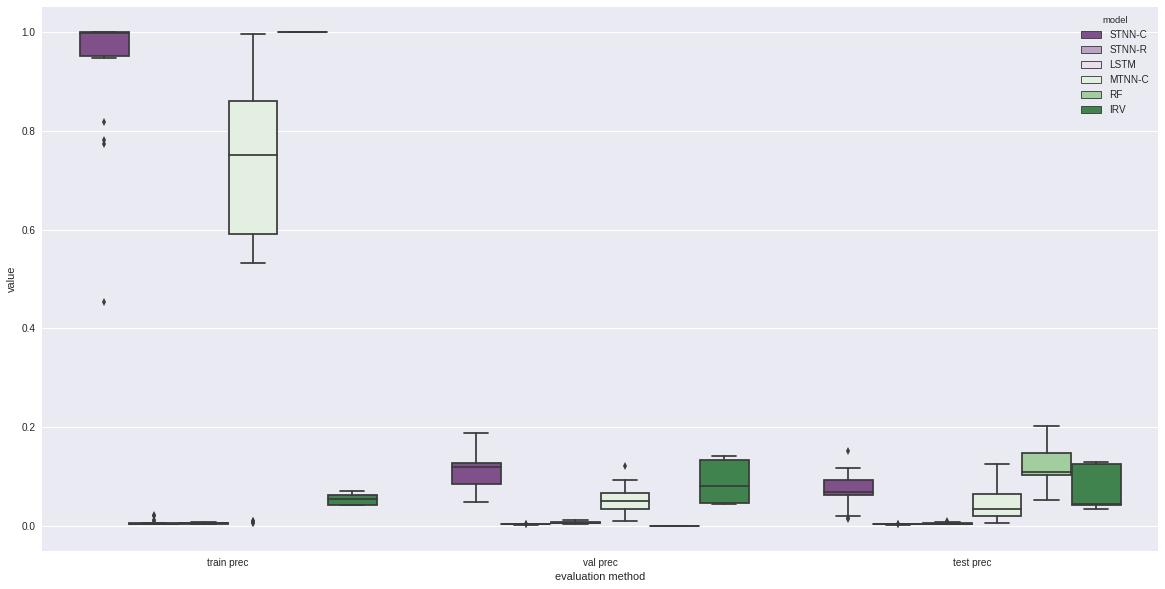 model
STNN-C
STNN-R
LSTM
MTNN-C
RF
IRV
1.0
0.8
0.6
0.4
0.2
0.0
value
train prec
val prec
test prec
evaluation method